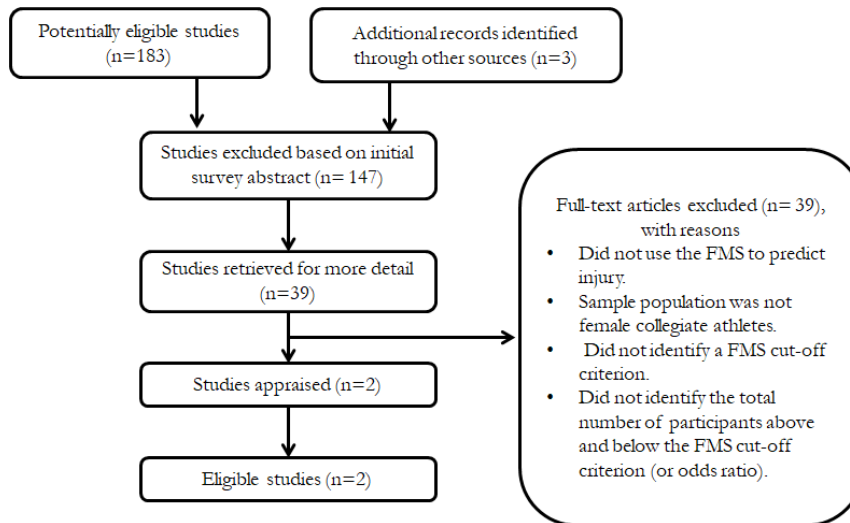 Potentially eligible studies
(n=183)
Additional records identified
through other sources (n=3)
Studies excluded based on initial
survey abstract (n= 147)
Studies retrieved for more detail
(n=39)
Studies appraised (n=2)
Eligible studies (n=2)
Full-text articles excluded (n= 39),
with reasons
• Did not use the FMS to predict
injury.
• Sample population was not
female collegiate athletes.
• Did not identify a FMS cut-off
criterion.
• Did not identify the total
number of participants above
and below the FMS cut-off
criterion (or odds ratio).